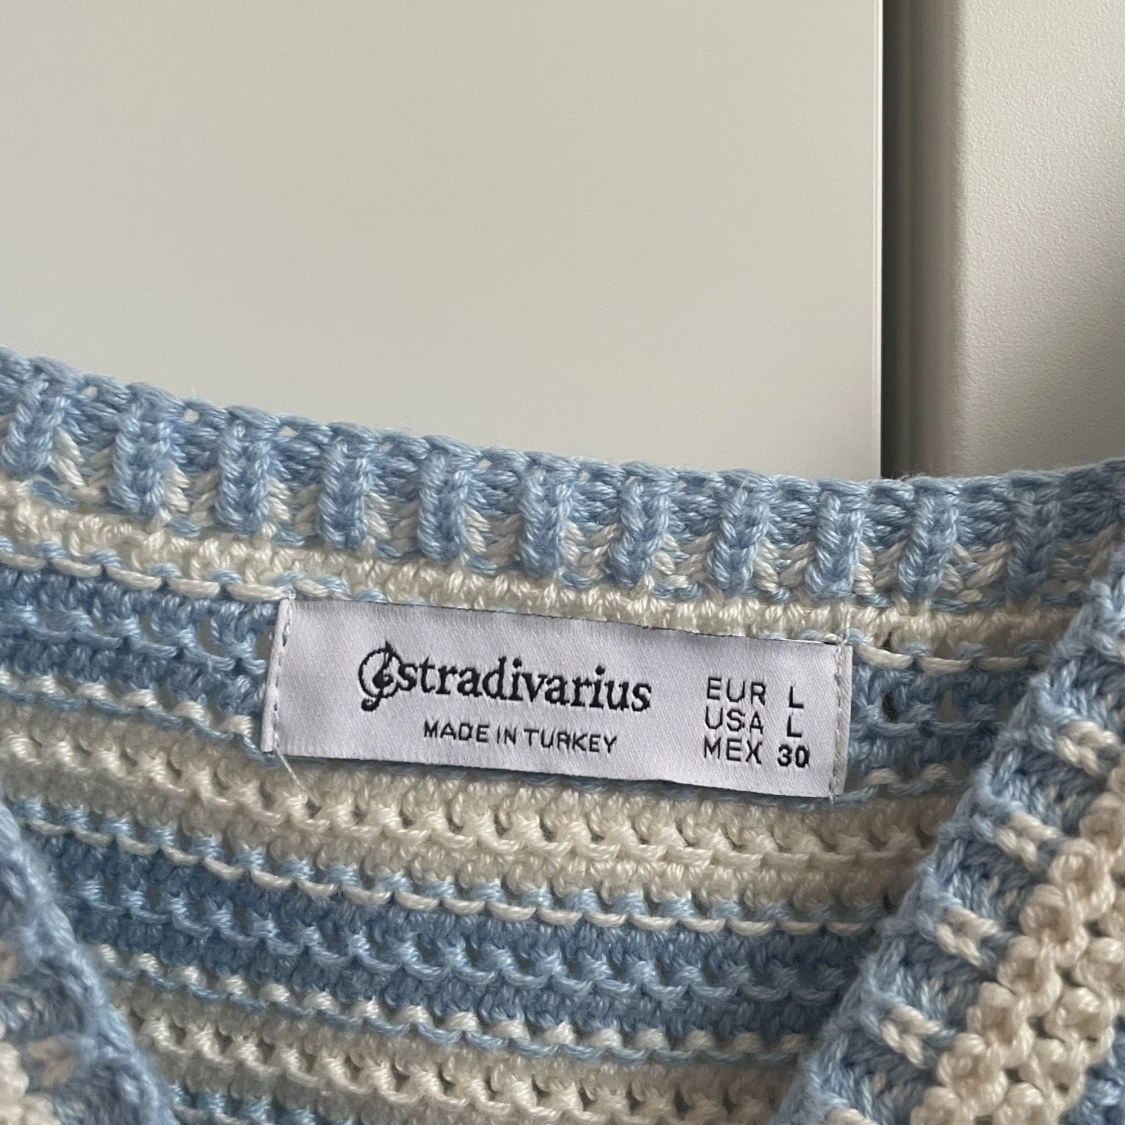 stradivarius
MADE IN TURKEY
EUR L
USA L
MEX 30